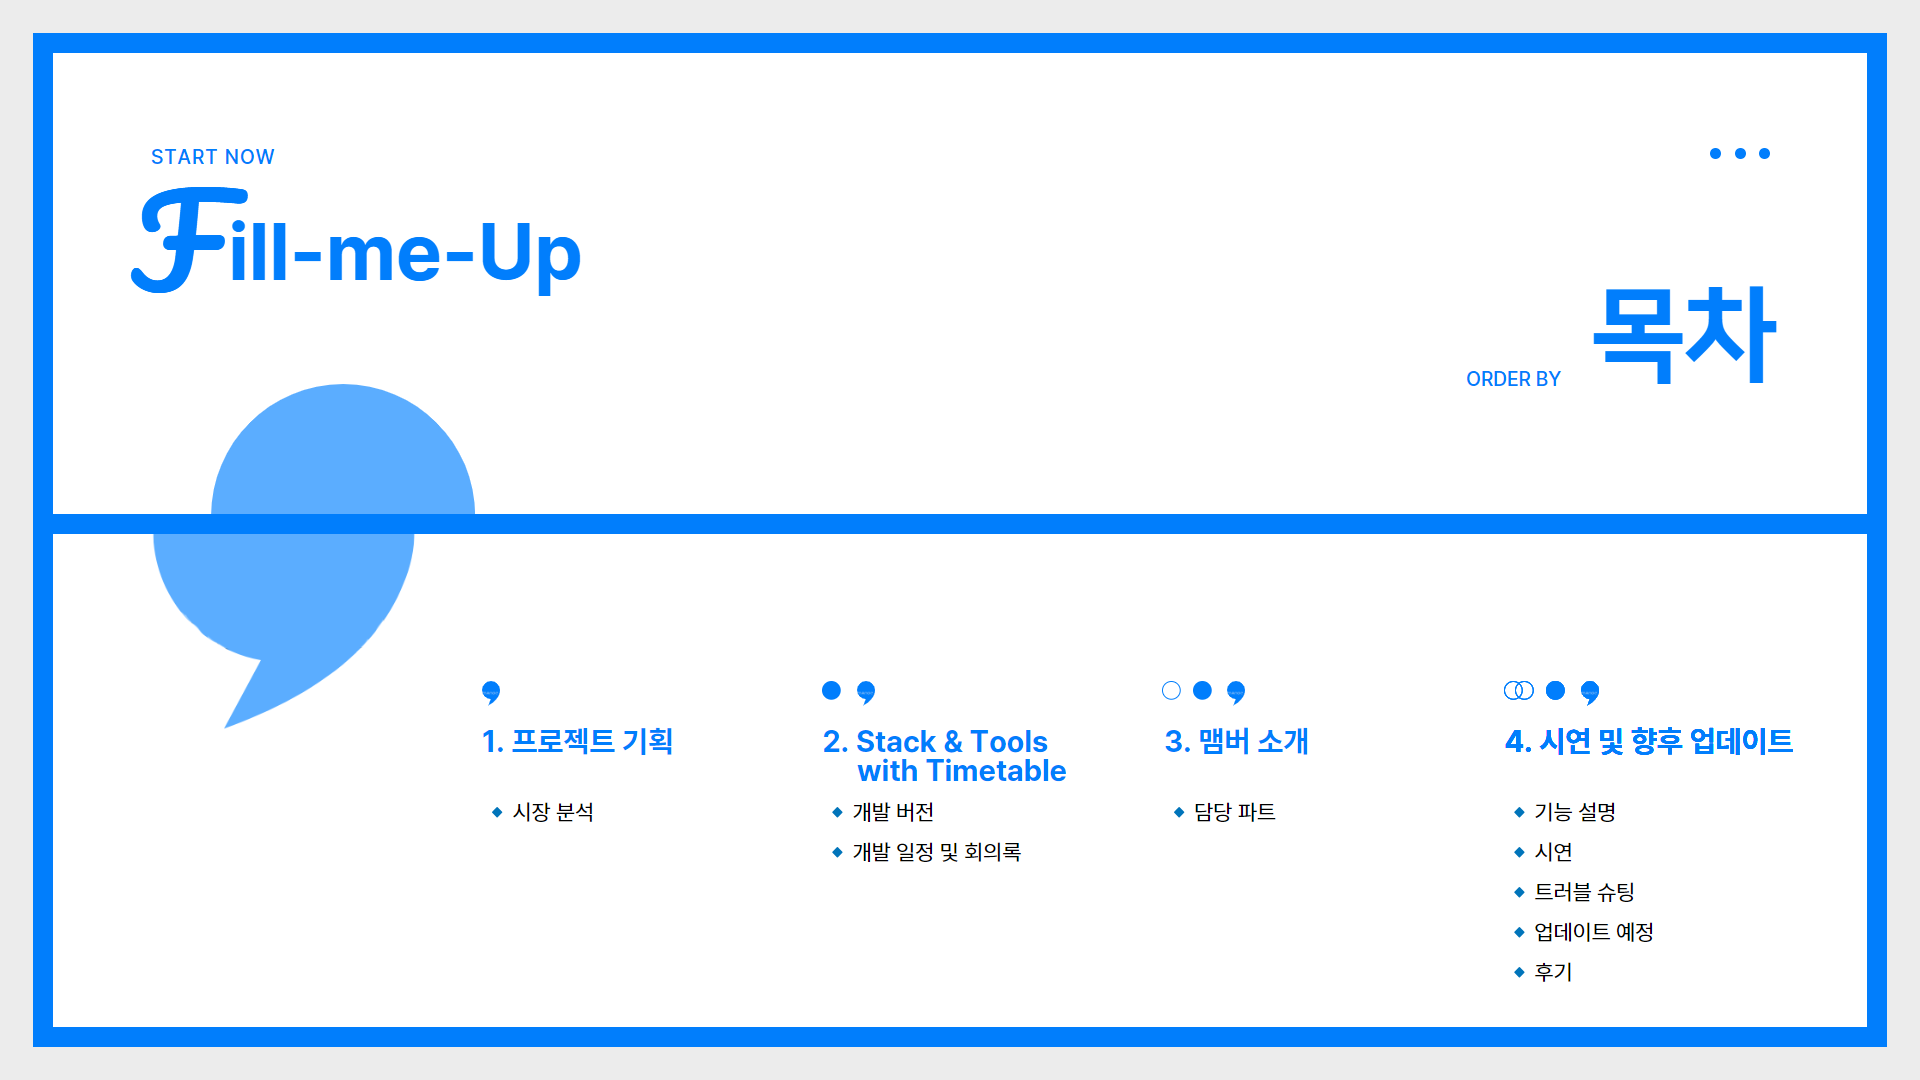 START NOW
Fill-me-Up
목차
ORDER BY
1. 프로젝트 기획
시장 분석
2. Stack & Tools
with Timetable
개발 버전
개발 일정 및 회의록
3. 맴버 소개
담당 파트
4. 시연 및 향후 업데이트
기능 설명
시연
트러블 슈팅
업데이트 예정
후기